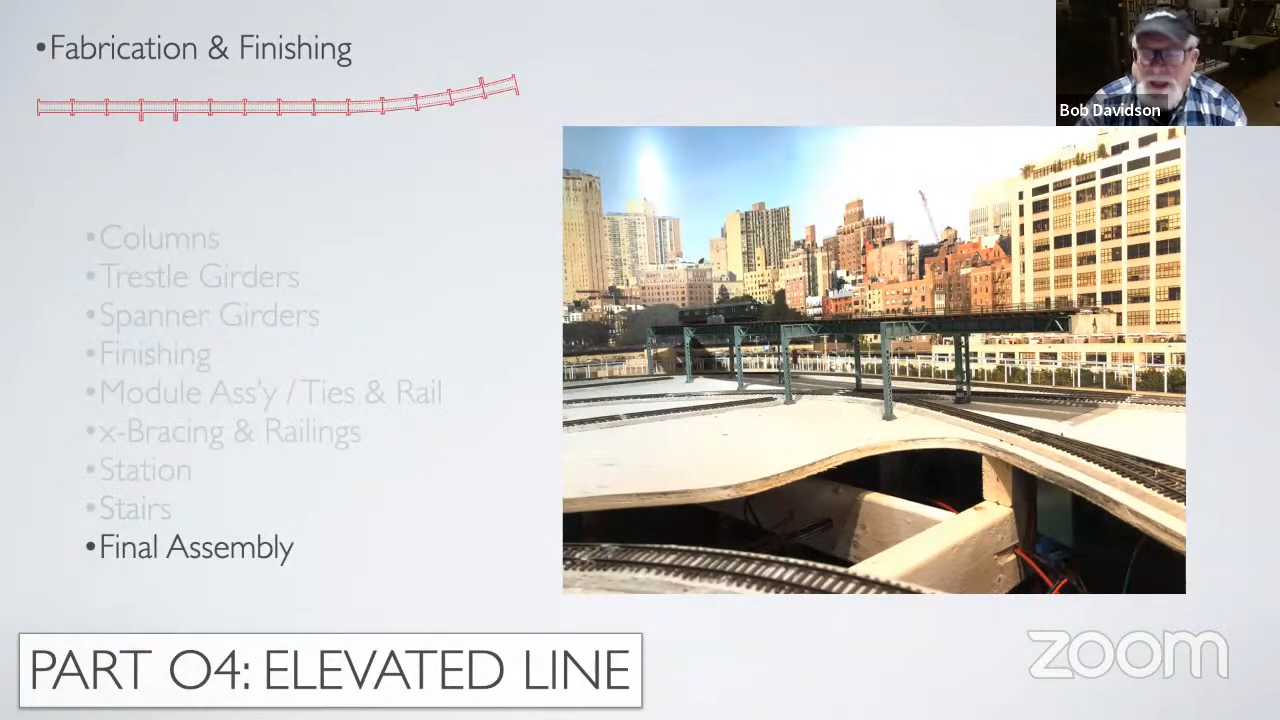 •Fabrication & Finishing
Bob Davidson
•Columns
•Trestle Girders
•Spanner Girders
•Finishing
•Module Ass'y / Ties & Rail
•x-Bracing & Railings
•Station
•Stairs
•Final Assembly
PART 04: ELEVATED LINE
zoom